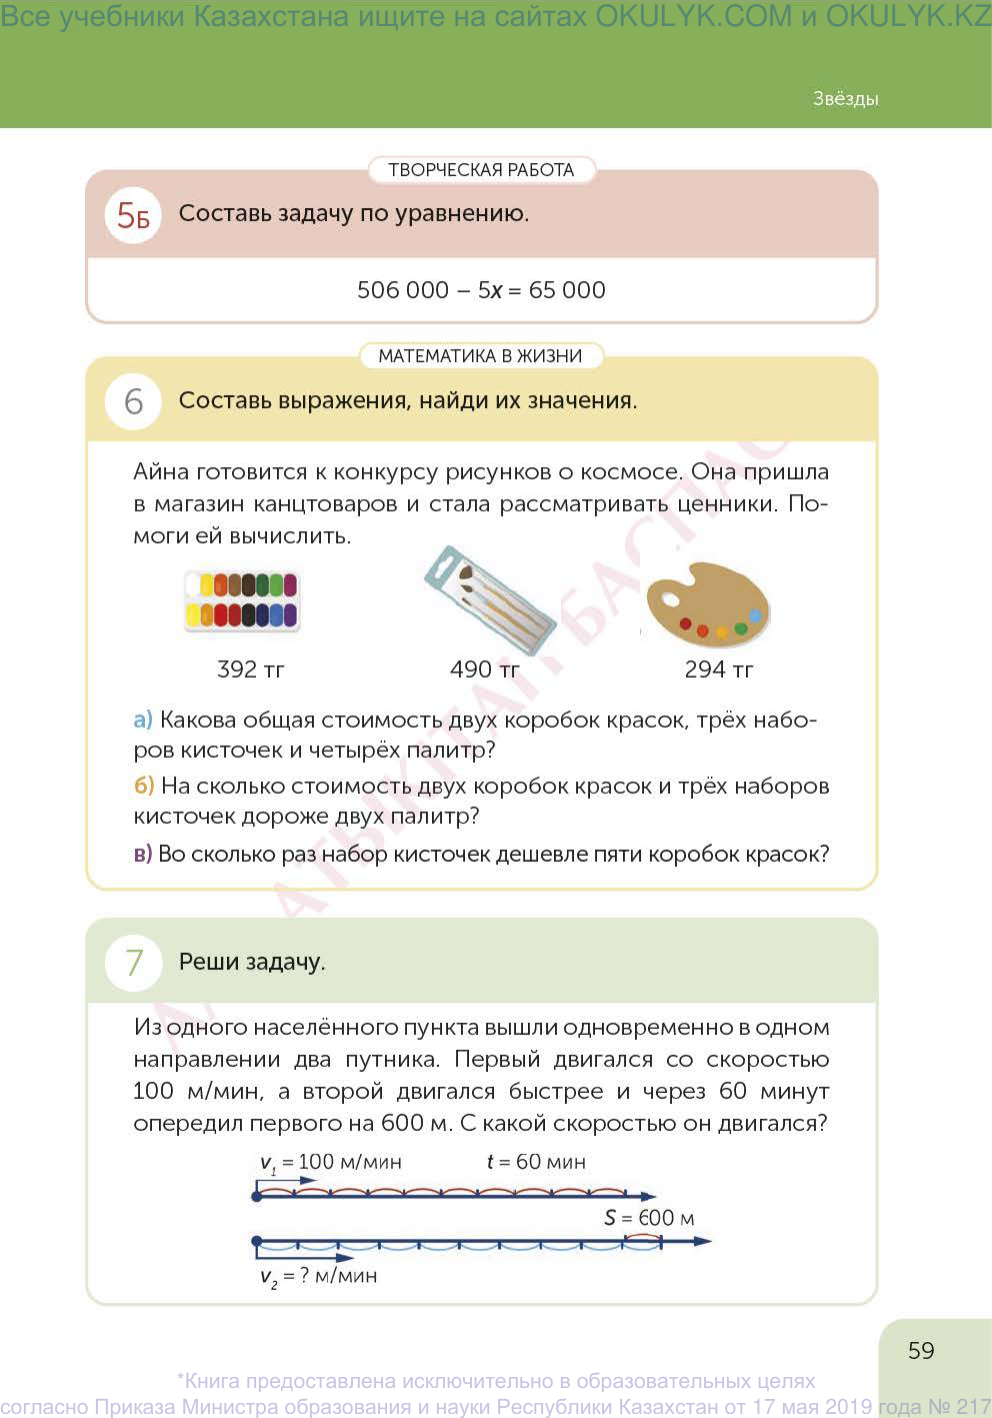 Все учебники Казахстана ищите на сайтах OKULYK.COM и OKULYK.KZ
Звёзды
ТВОРЧЕСКАЯ РАБОТА
5Б Составь задачу по уравнению.
506 000 – 5x = 65 000
МАТЕМАТИКА В ЖИЗНИ
6 Составь выражения, найди их значения.
Айна готовится к конкурсу рисунков о космосе. Она пришла
в магазин канцтоваров и стала рассматривать ценники. По-
моги ей вычислить.
392 тг 490 тг 294 тг
а) Какова общая стоимость двух коробок красок, трёх набо-
ров кисточек и четырёх палитр?
б) На сколько стоимость двух коробок красок и трёх наборов
кисточек дороже двух палитр?
в) Во сколько раз набор кисточек дешевле пяти коробок красок?
7 Реши задачу.
Из одного населённого пункта вышли одновременно в одном
направлении два путника. Первый двигался со скоростью
100 м/мин, а второй двигался быстрее и через 60 минут
опередил первого на 600 м. С какой скоростью он двигался?
v₁ = 100 м/мин t = 60 мин
S = 600 м
v₂ = ? м/мин
59
*Книга предоставлена исключительно в образовательных целях
согласно Приказа Министра образования и науки Республики Казахстан от 17 мая 2019 года № 217